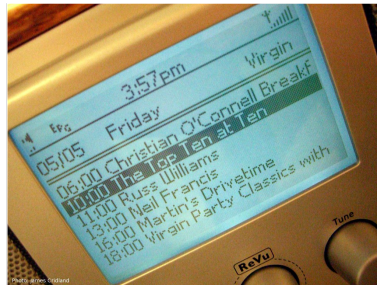 3:57pm
EPG
05/05 Friday Virgin
06:00 Christian O'Connell Breakf
10:00 The Top Ten at Ten
11:00 Russ Williams
13:00 Neil Francis
16:00 Martin's Drivetime
18:00 Virgin Party Classics with
ReVu
Tune
Photo: James Cridland